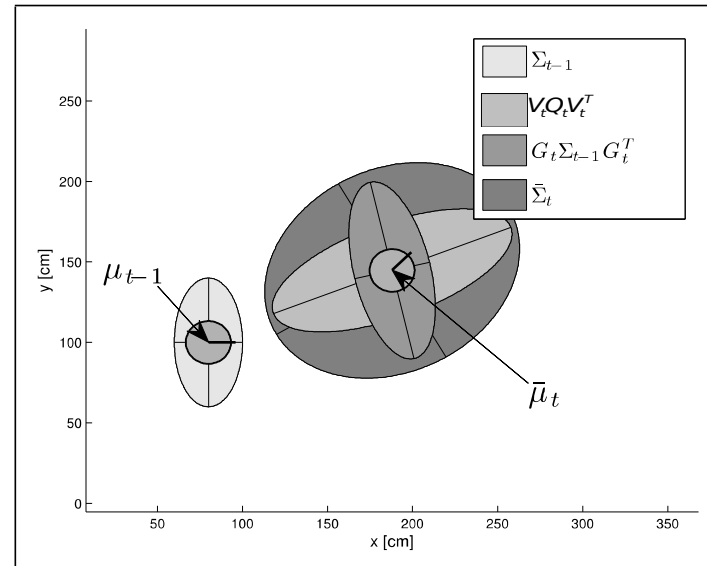 Σ_{t−1}
V_tQ_tV_t^T
G_tΣ_{t−1}G_t^T
Σ̄_t
250
200
150
100
50
0
y [cm]
μ_{t−1}
μ̄_t
50 100 150 200 250 300 350
x [cm]